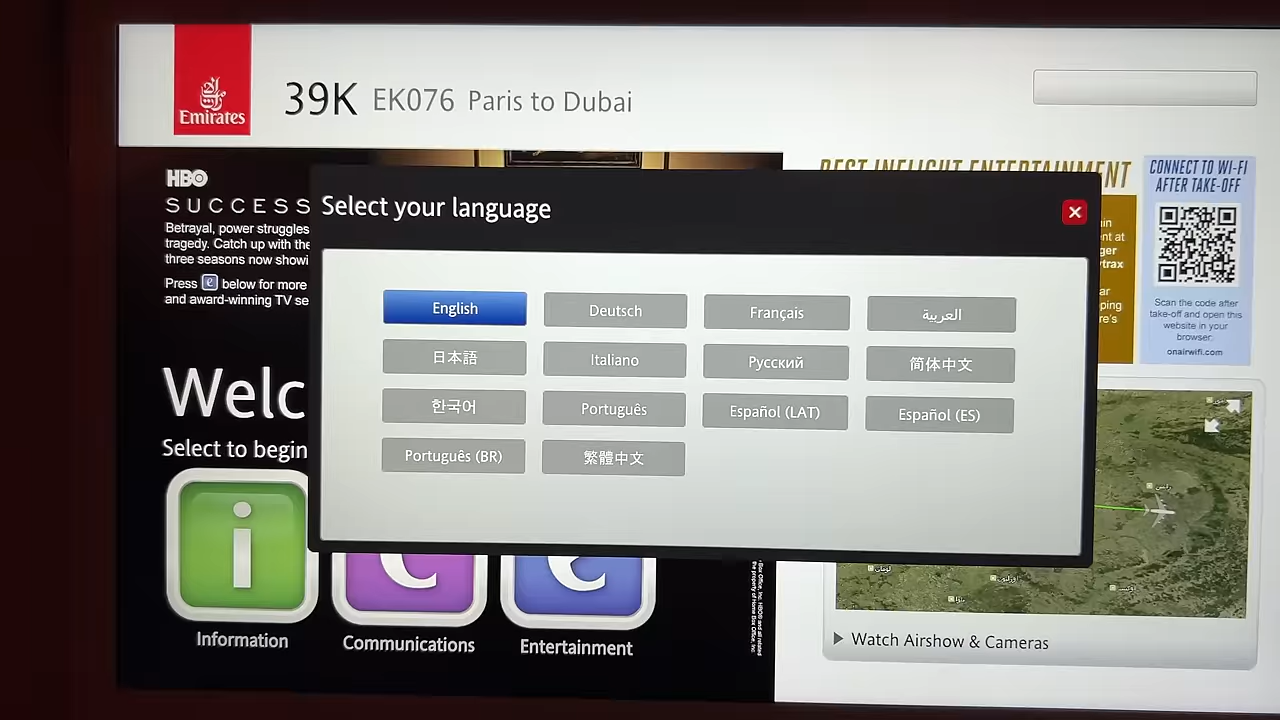 Emirates
39K EK076 Paris to Dubai
HBO
SUCCESS
Betrayal, power struggles
tragedy. Catch up with the
three seasons now showi
Press e below for more
and award-winning TV se
BEST INFLIGHT ENTERTAINMENT
CONNECT TO WI-FI
AFTER TAKE-OFF
Scan the code after
take-off and open this
website in your
browser.
onairwifi.com
Select your language
English
Deutsch
Français
العربية
日本語
Italiano
Русский
简体中文
한국어
Português
Español (LAT)
Español (ES)
Português (BR)
繁體中文
Welc
Select to begin
Information
Communications
Entertainment
Watch Airshow & Cameras